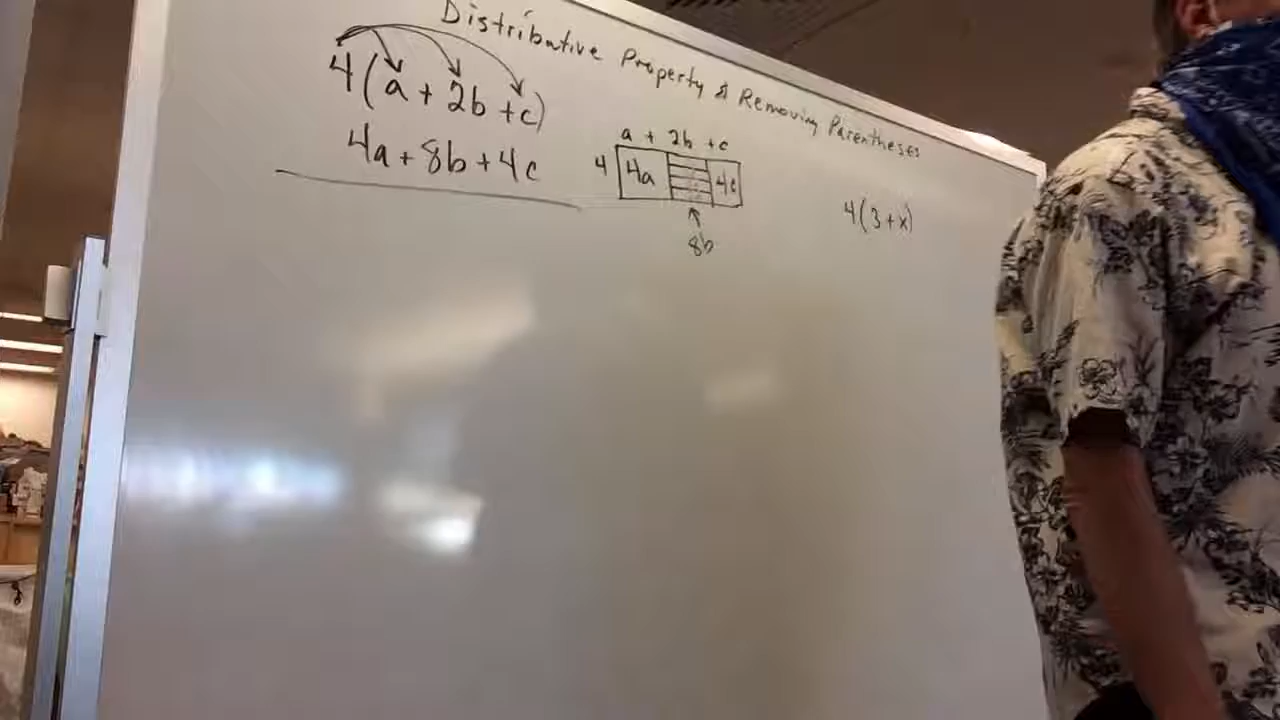 Distributive Property & Removing Parentheses
4(a + 2b + c)
4a + 8b + 4c
a + 2b + c
4 4a 4c
8b
4(3+x)